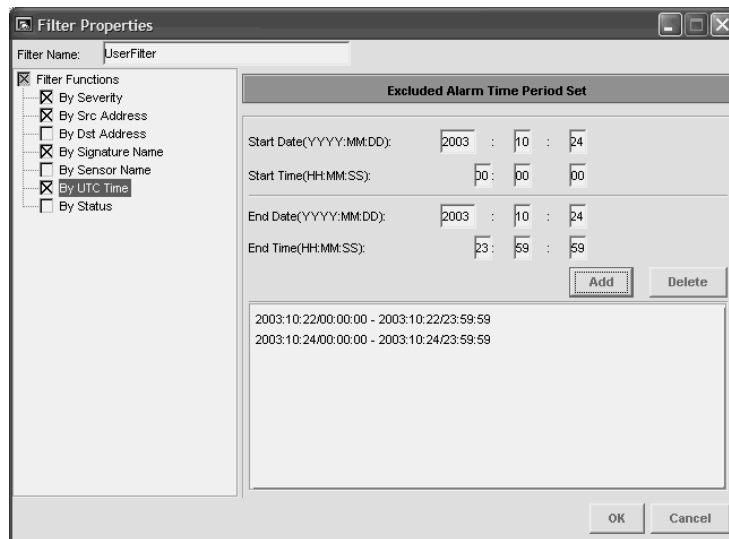 Filter Properties
Filter Name: UserFilter
Filter Functions
By Severity
By Src Address
By Dst Address
By Signature Name
By Sensor Name
By UTC Time
By Status
Excluded Alarm Time Period Set
Start Date(YYYY:MM:DD): 2003 : 10 : 24
Start Time(HH:MM:SS): 00 : 00 : 00
End Date(YYYY:MM:DD): 2003 : 10 : 24
End Time(HH:MM:SS): 23 : 59 : 59
Add Delete
2003:10:22/00:00:00 - 2003:10:22/23:59:59
2003:10:24/00:00:00 - 2003:10:24/23:59:59
OK Cancel